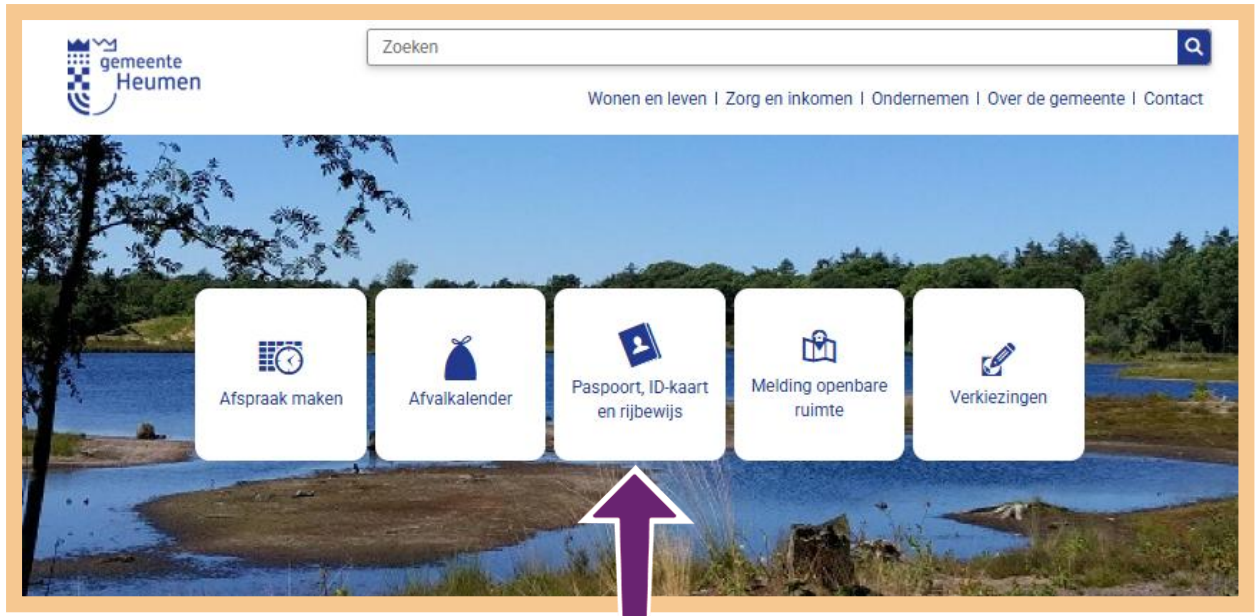 gemeente
Heumen
Zoeken
Wonen en leven | Zorg en inkomen | Ondernemen | Over de gemeente | Contact
Afspraak maken
Afvalkalender
Paspoort, ID-kaart
en rijbewijs
Melding openbare
ruimte
Verkiezingen